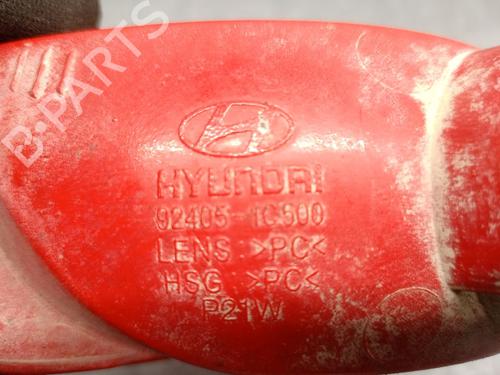 B-PARTS
HYUNDAI
92405-1C500
LENS >PC<
HSG >PC<
P21W